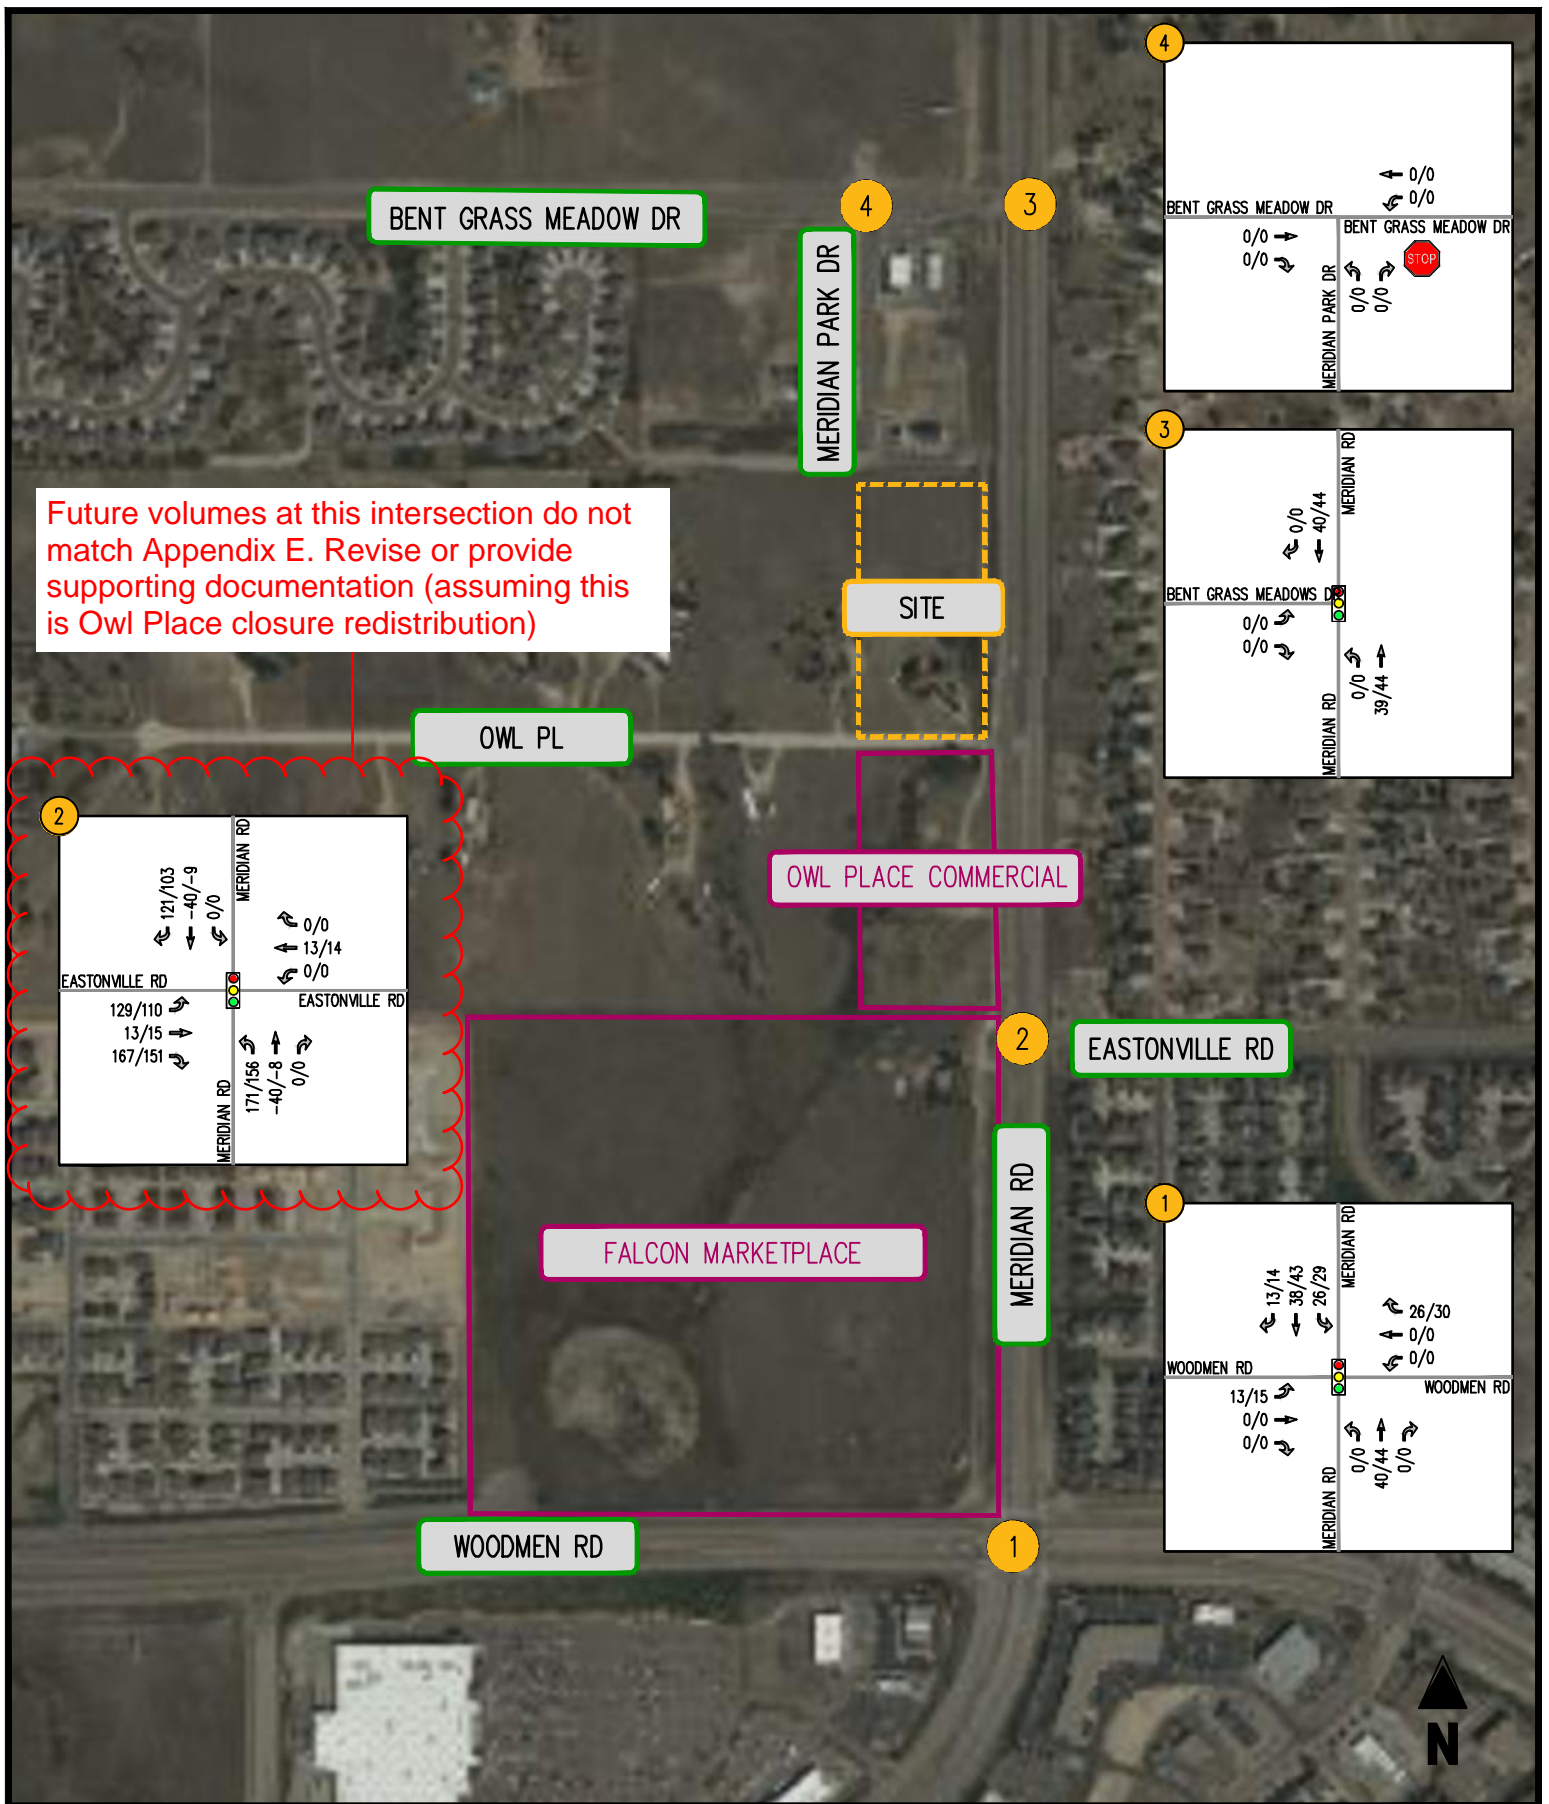 4
0/0
0/0
BENT GRASS MEADOW DR
BENT GRASS MEADOW DR
0/0
0/0
STOP
0/0
0/0
MERIDIAN PARK DR
BENT GRASS MEADOW DR
4
3
MERIDIAN PARK DR
3
MERIDIAN RD
0/0
40/44
BENT GRASS MEADOWS DR
0/0
0/0
0/0
39/44
MERIDIAN RD
Future volumes at this intersection do not
match Appendix E. Revise or provide
supporting documentation (assuming this
is Owl Place closure redistribution)
SITE
OWL PL
2
MERIDIAN RD
121/103
-40/-9
0/0
0/0
13/14
0/0
EASTONVILLE RD
EASTONVILLE RD
129/110
13/15
167/151
171/156
-40/-8
0/0
MERIDIAN RD
OWL PLACE COMMERCIAL
2
EASTONVILLE RD
MERIDIAN RD
FALCON MARKETPLACE
1
MERIDIAN RD
13/14
38/43
26/29
26/30
0/0
0/0
WOODMEN RD
WOODMEN RD
13/15
0/0
0/0
0/0
40/44
0/0
MERIDIAN RD
WOODMEN RD
1
N